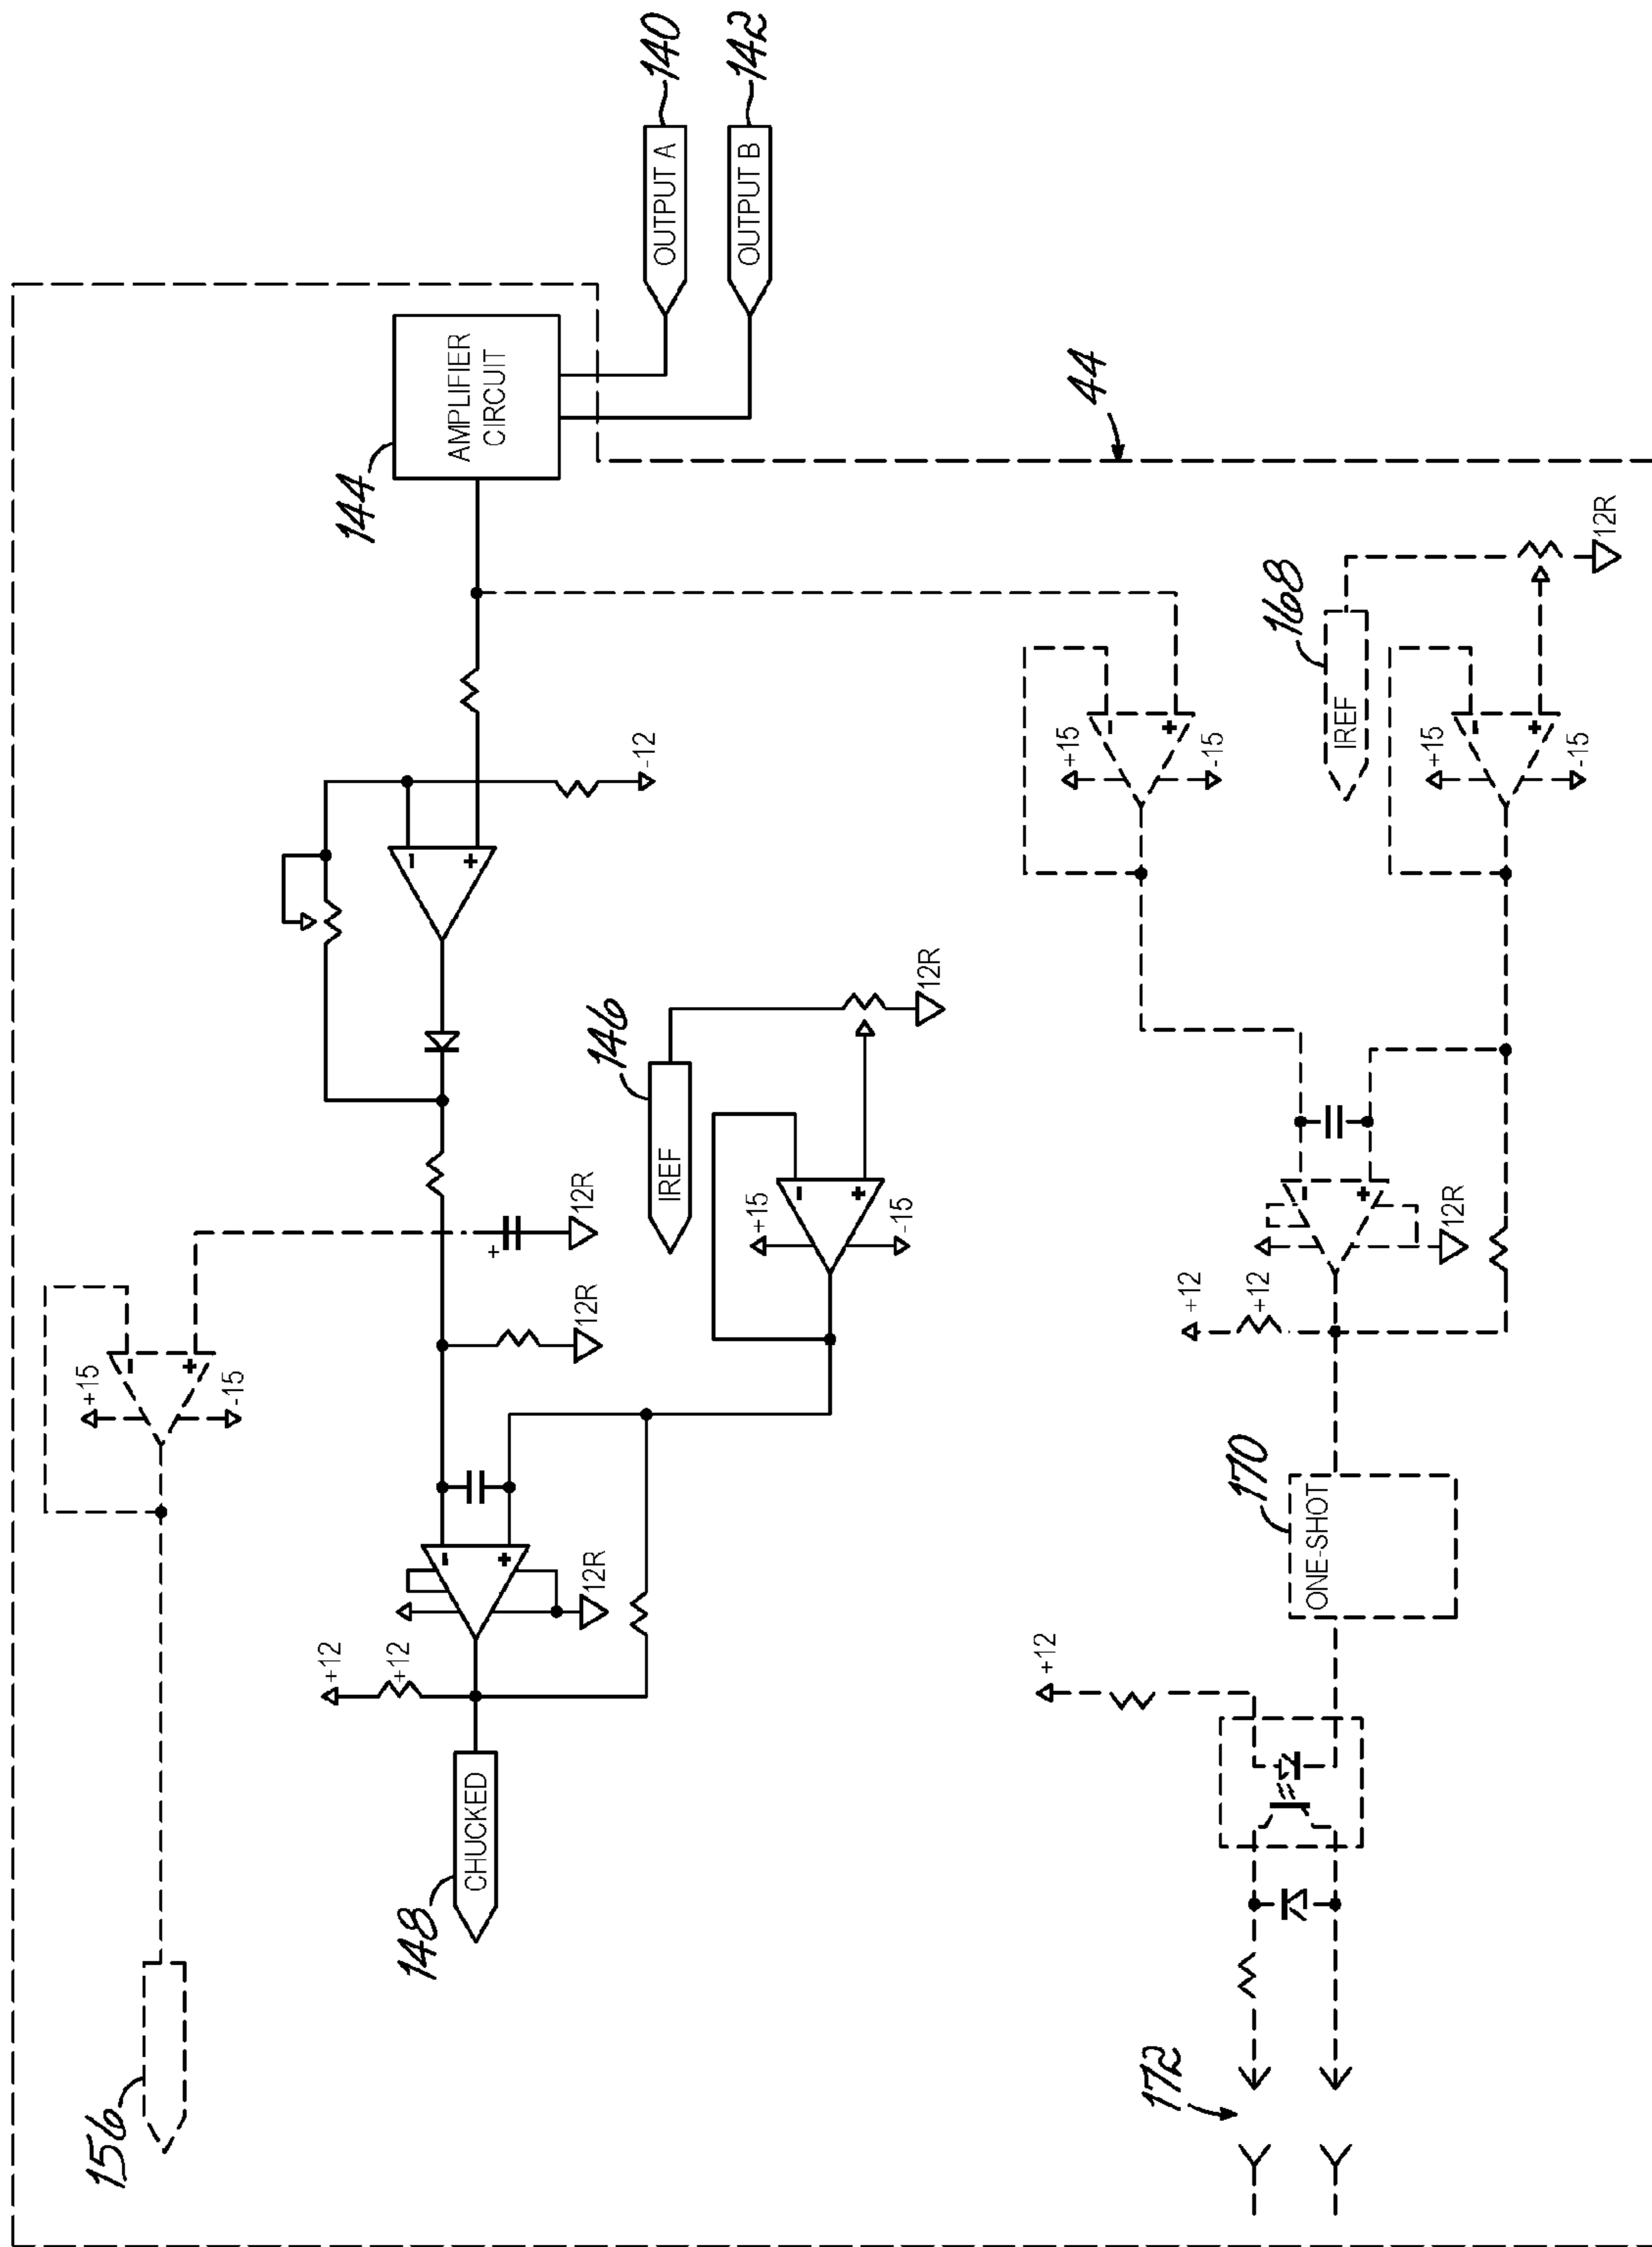 140
OUTPUT A
142
OUTPUT B
144
AMPLIFIER
CIRCUIT
44
-12
168
IREF
12R
+15
-15
+15
-15
146
IREF
12R
+15
-15
+
12R
12R
+15
-15
12R
+12
+12
12R
+12
+12
CHUCKED
148
156
170
ONE-SHOT
+12
172